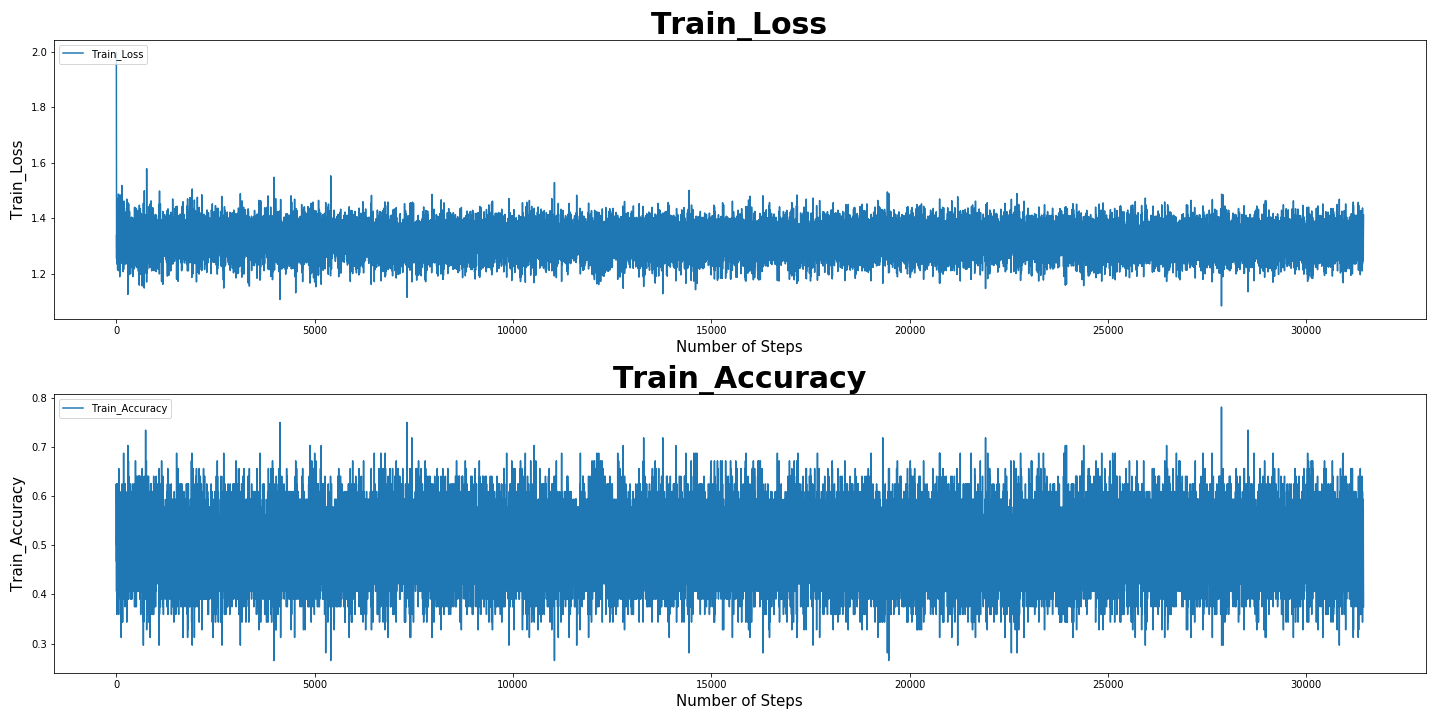 Train_Loss
Train_Loss
2.0
1.8
1.6
1.4
1.2
Train_Loss
0 5000 10000 15000 20000 25000 30000
Number of Steps
Train_Accuracy
Train_Accuracy
0.8
0.7
0.6
0.5
0.4
0.3
Train_Accuracy
0 5000 10000 15000 20000 25000 30000
Number of Steps